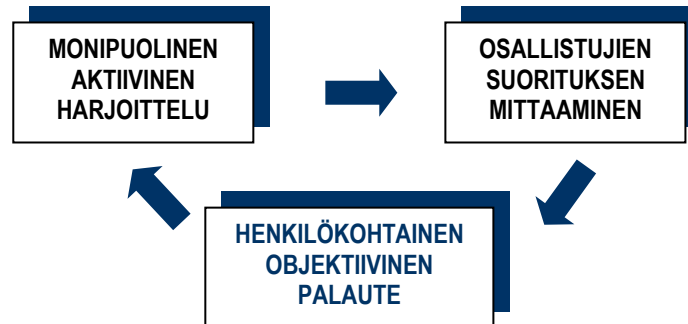 MONIPUOLINEN
AKTIIVINEN
HARJOITTELU
OSALLISTUJIEN
SUORITUKSEN
MITTAAMINEN
HENKILÖKOHTAINEN
OBJEKTIIVINEN
PALAUTE